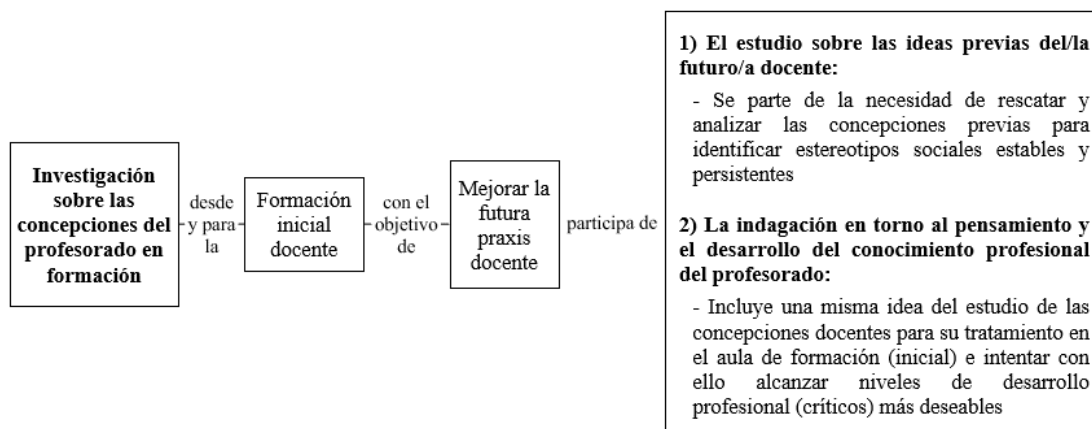 Investigación
sobre las
concepciones del
profesorado en
formación
desde
y para
la
Formación
inicial
docente
con el
objetivo
de
Mejorar la
futura
praxis
docente
participa de
1) El estudio sobre las ideas previas del/la
futuro/a docente:
- Se parte de la necesidad de rescatar y
analizar las concepciones previas para
identificar estereotipos sociales estables y
persistentes
2) La indagación en torno al pensamiento y
el desarrollo del conocimiento profesional
del profesorado:
- Incluye una misma idea del estudio de las
concepciones docentes para su tratamiento en
el aula de formación (inicial) e intentar con
ello alcanzar niveles de desarrollo
profesional (críticos) más deseables